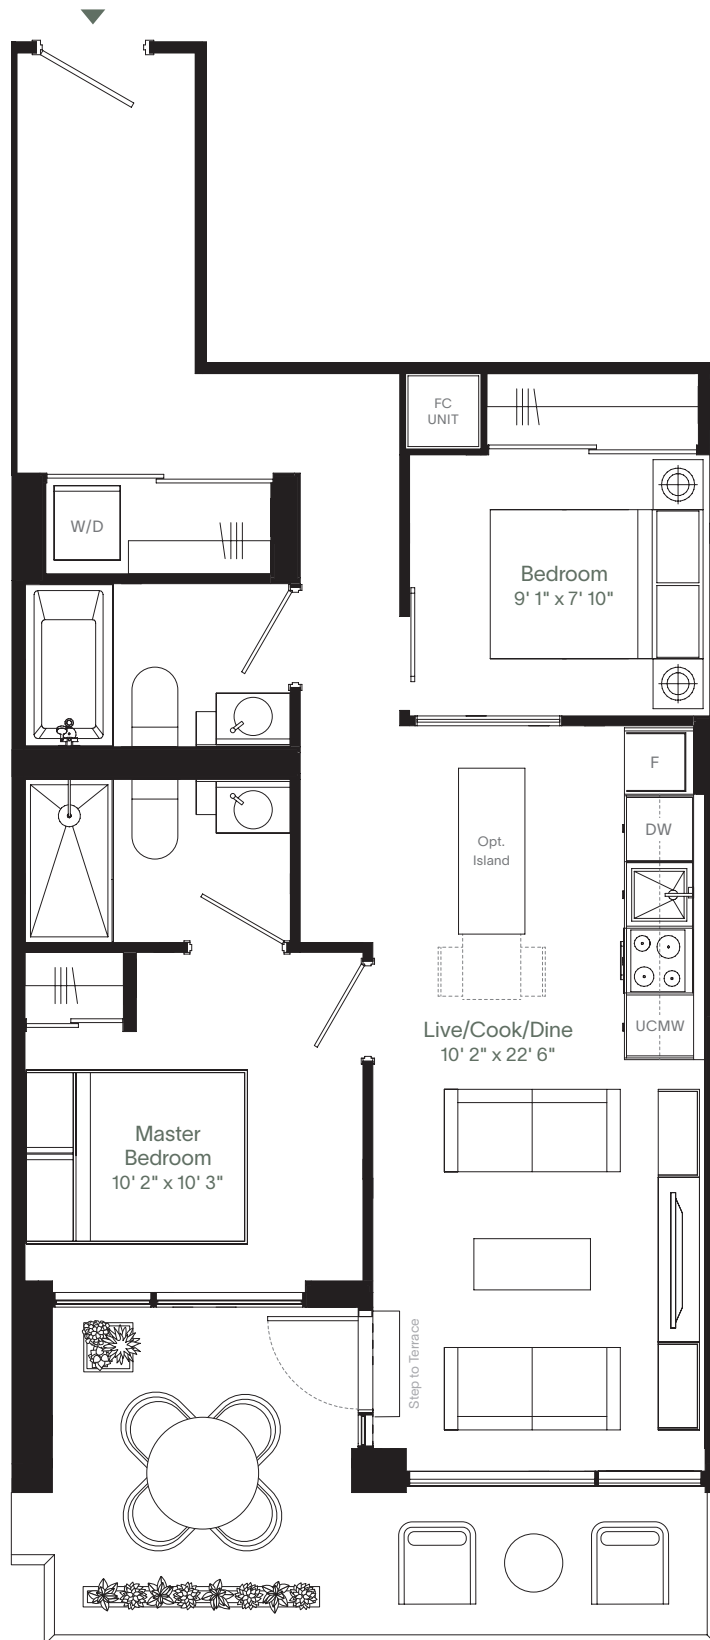 FC
UNIT
W/D
Bedroom
9' 1" x 7' 10"
F
DW
Opt.
Island
UCMW
Live/Cook/Dine
10' 2" x 22' 6"
Master
Bedroom
10' 2" x 10' 3"
Step to Terrace